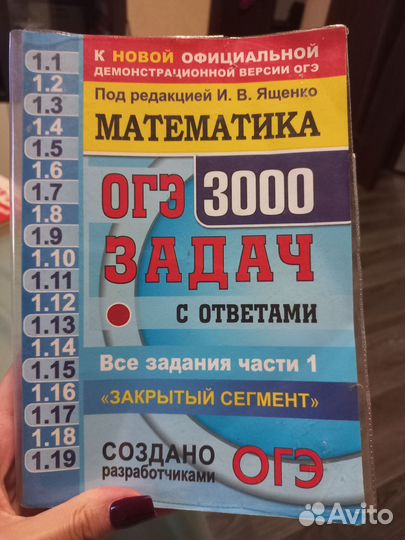 К НОВОЙ ОФИЦИАЛЬНОЙ
ДЕМОНСТРАЦИОННОЙ ВЕРСИИ ОГЭ
Под редакцией И. В. Ященко
МАТЕМАТИКА
ОГЭ 3000
ЗАДАЧ
С ОТВЕТАМИ
Все задания части 1
«ЗАКРЫТЫЙ СЕГМЕНТ»
СОЗДАНО
разработчиками ОГЭ
1.1
1.2
1.3
1.4
1.5
1.6
1.7
1.8
1.9
1.10
1.11
1.12
1.13
1.14
1.15
1.16
1.17
1.18
1.19
Avito